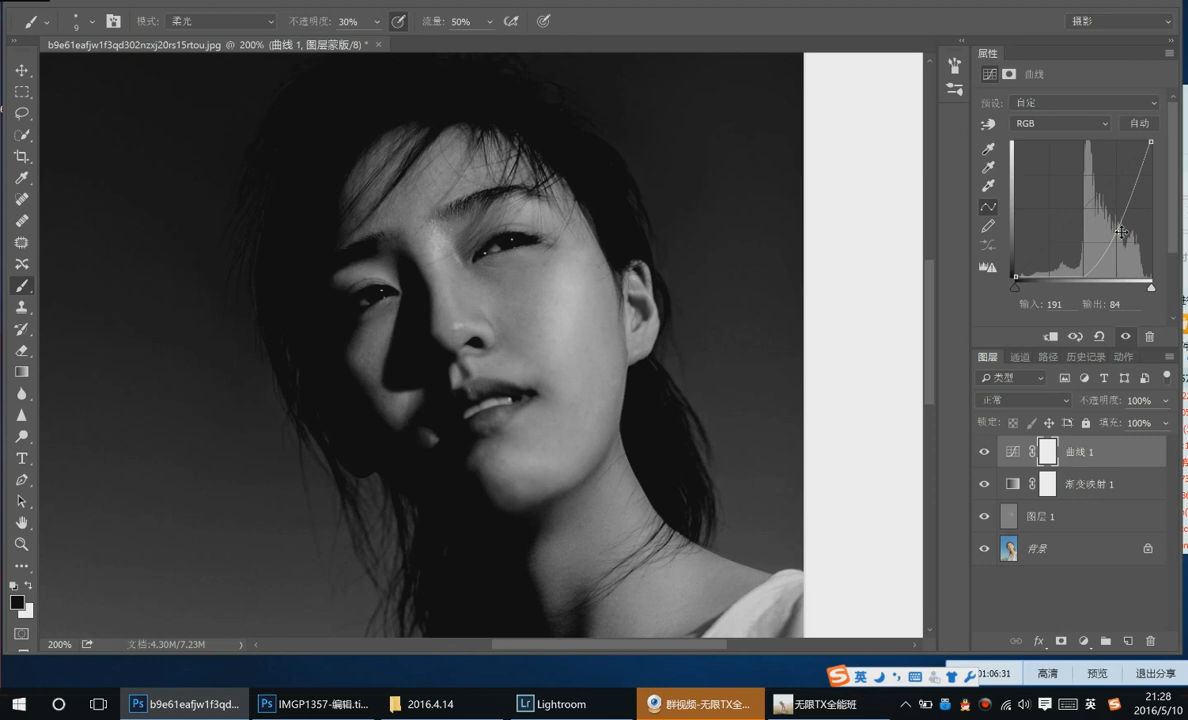 9 模式: 柔光 不透明度: 30% 流量: 50% 摄影
b9e61eafjw1f3qd302nzxj20rs15rtou.jpg @ 200% (曲线 1, 图层蒙版/8) * ×
属性
曲线
预设: 自定
RGB 自动
输入: 191 输出: 84
图层 通道 路径 历史记录 动作
类型
正常 不透明度: 100%
锁定: 填充: 100%
曲线 1
渐变映射 1
图层 1
背景
200% 文档:4.30M/7.23M
英 01:06:31 高清 预览 退出分享
Ps b9e61eafjw1f3qd... Ps IMGP1357-编辑.ti... 2016.4.14 Lr Lightroom 群视频-无限TX全... 无限TX全能班 英 21:28
2016/5/10